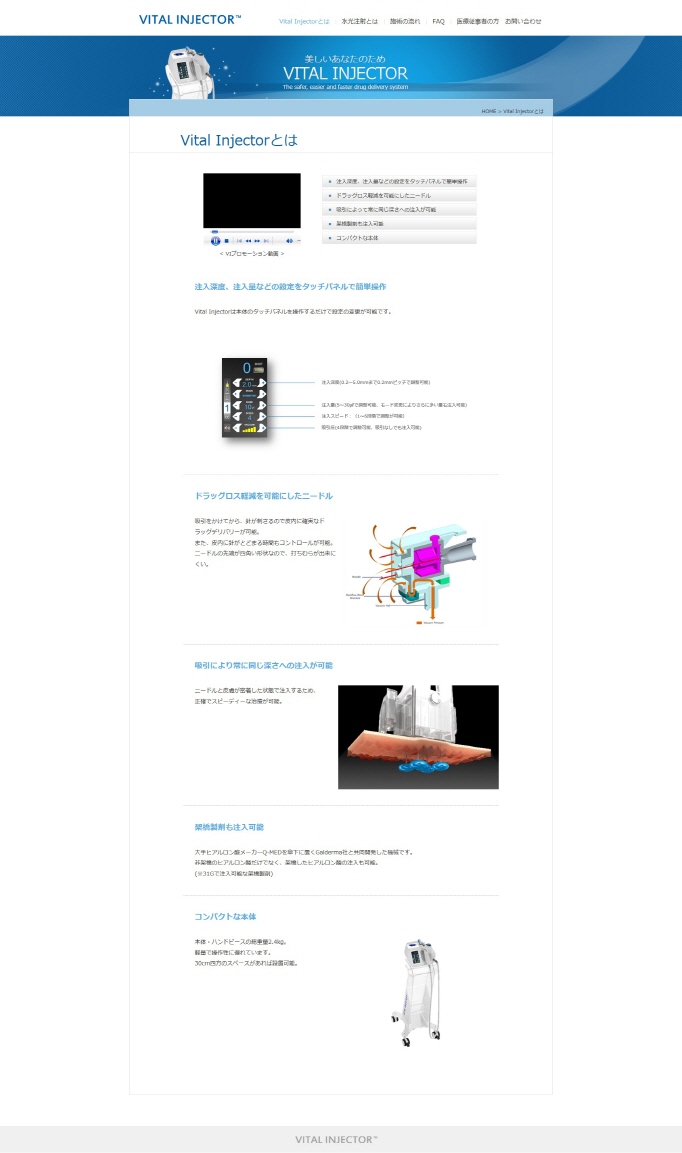 VITAL INJECTOR™
Vital Injectorとは
水光注射とは
施術の流れ
FAQ
医療従事者の方
お問い合わせ
美しいあなたのため
VITAL INJECTOR
The safer, easier and faster drug delivery system
HOME > Vital Injectorとは
Vital Injectorとは
注入深度、注入量などの設定をタッチパネルで簡単操作
ドラッグロス軽減を可能にしたニードル
吸引によって常に同じ深さへの注入が可能
架橋製剤も注入可能
コンパクトな本体
< VIプロモーション動画 >
注入深度、注入量などの設定をタッチパネルで簡単操作
Vital Injectorは本体のタッチパネルを操作するだけで設定の変更が可能です。
0
2.0
注入深度(0.2～5.0mmまで0.2mmピッチで調整可能)
1
10
注入量(5～30μlで調整可能、モード変更によりさらに多い量も注入可能)
4
注入スピード：(1～6段階で調整が可能)
吸引圧(4段階で調整可能、吸引なしでも注入可能)
ドラッグロス軽減を可能にしたニードル
吸引をかけてから、針が刺さるので皮内に確実なド
ラッグデリバリーが可能。
また、皮内に針がとどまる時間もコントロールが可能。
ニードルの先端が四角い形状なので、打ちむらが出来に
くい。
吸引により常に同じ深さへの注入が可能
ニードルと皮膚が密着した状態で注入するため、
正確でスピーディーな治療が可能。
架橋製剤も注入可能
大手ヒアルロン酸メーカーQ-MEDを傘下に置くGalderma社と共同開発した機械です。
非架橋のヒアルロン酸だけでなく、架橋したヒアルロン酸の注入も可能。
(※31Gで注入可能な架橋製剤)
コンパクトな本体
本体・ハンドピースの総重量2.4kg。
軽量で操作性に優れています。
30cm四方のスペースがあれば設置可能。
VITAL INJECTOR™